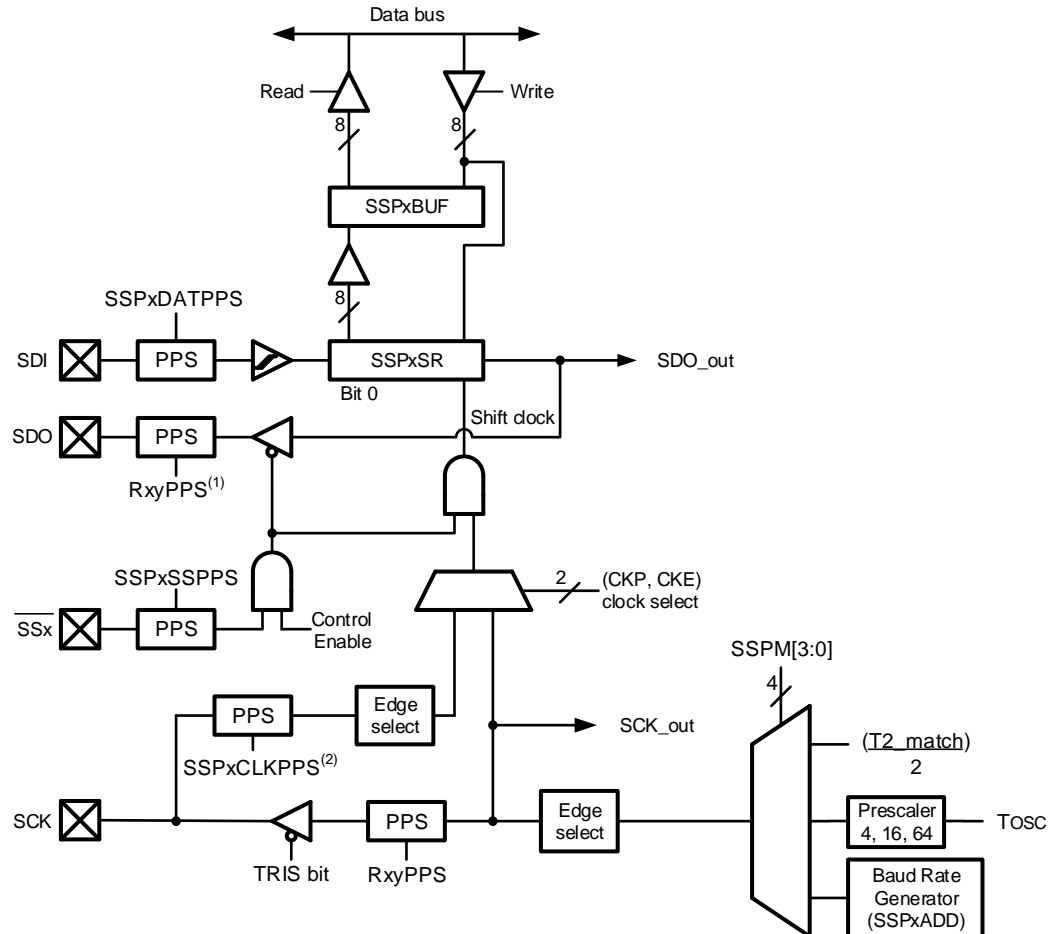 Data bus
Read
Write
8
8
SSPxBUF
8
SSPxDATPPS
SDI
PPS
SSPxSR
SDO_out
Bit 0
Shift clock
SDO
PPS
RxyPPS(1)
SSPxSSPPS
2
(CKP, CKE)
clock select
SSx
PPS
Control
Enable
SSPM[3:0]
4
PPS
Edge
select
SCK_out
(T2_match)
2
SSPxCLKPPS(2)
SCK
PPS
Edge
select
Prescaler
4, 16, 64
TOSC
TRIS bit
RxyPPS
Baud Rate
Generator
(SSPxADD)